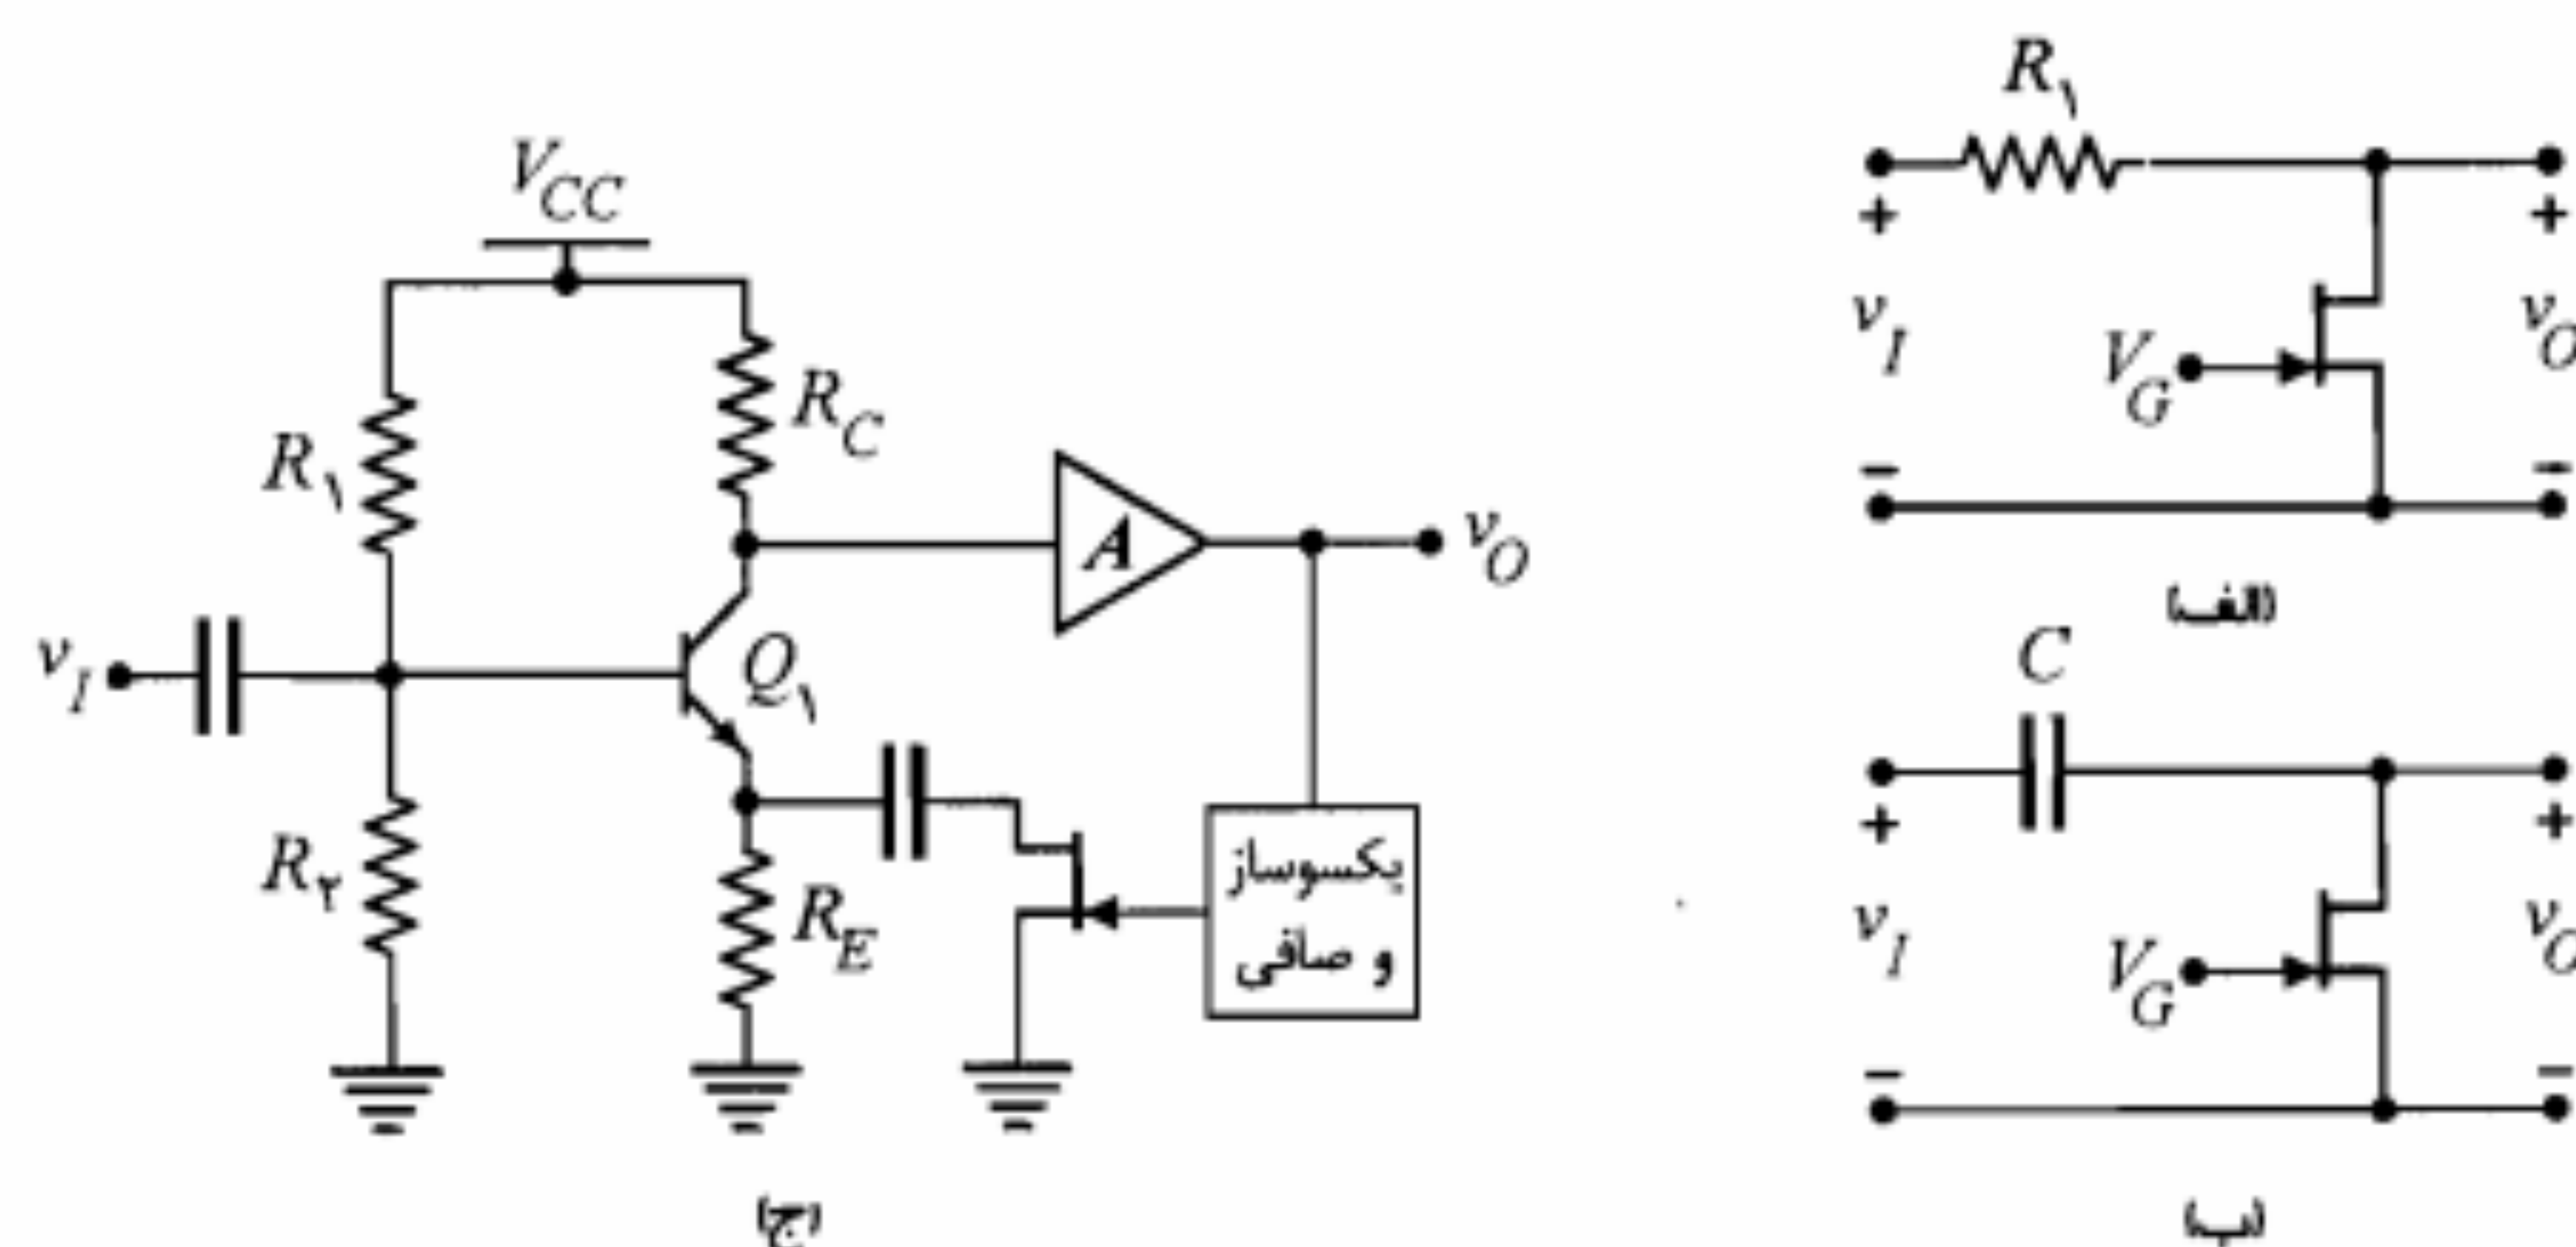 V_CC
R_C
R_۱
A
v_O
v_I
Q_۱
R_۲
R_E
یکسوساز
و صافی
(ج)
R_۱
+
+
v_I
V_G
v_O
−
−
(الف)
C
+
+
v_I
V_G
v_O
−
−
(ب)